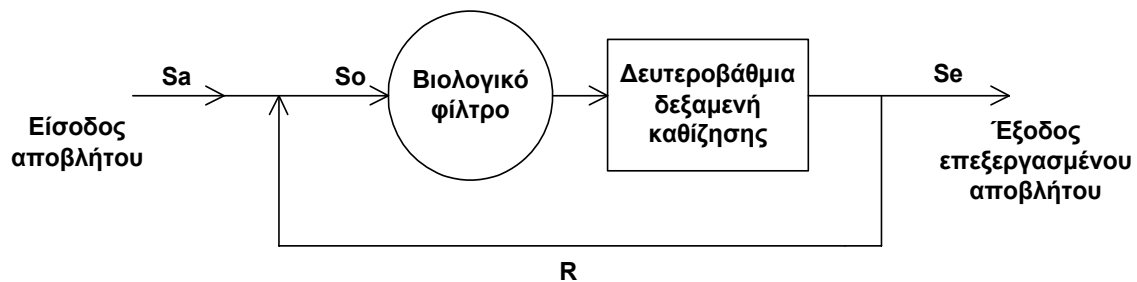 Sa
So
Βιολογικό
φίλτρο
Δευτεροβάθμια
δεξαμενή
καθίζησης
Se
Είσοδος
αποβλήτου
Έξοδος
επεξεργασμένου
αποβλήτου
R